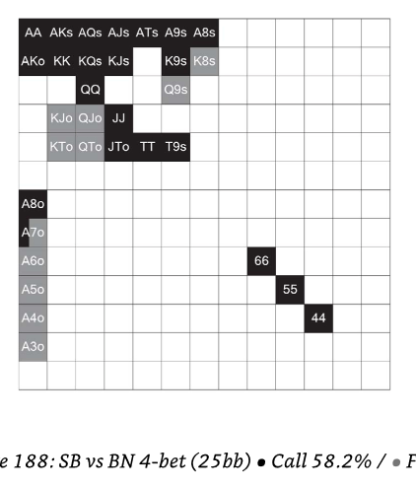 AA AKs AQs AJs ATs A9s A8s
AKo KK KQs KJs K9s K8s
QQ Q9s
KJo QJo JJ
KTo QTo JTo TT T9s
A8o
A7o
A6o 66
A5o 55
A4o 44
A3o
188: SB vs BN 4-bet (25bb) • Call 58.2% / •